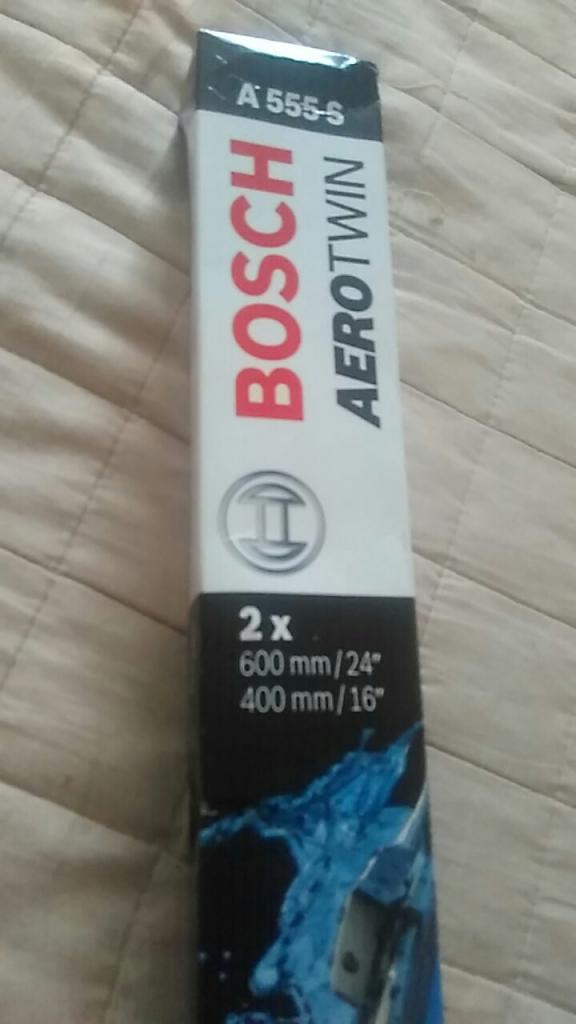 A 555 S
BOSCH
AEROTWIN
2 x
600 mm/24"
400 mm/16"